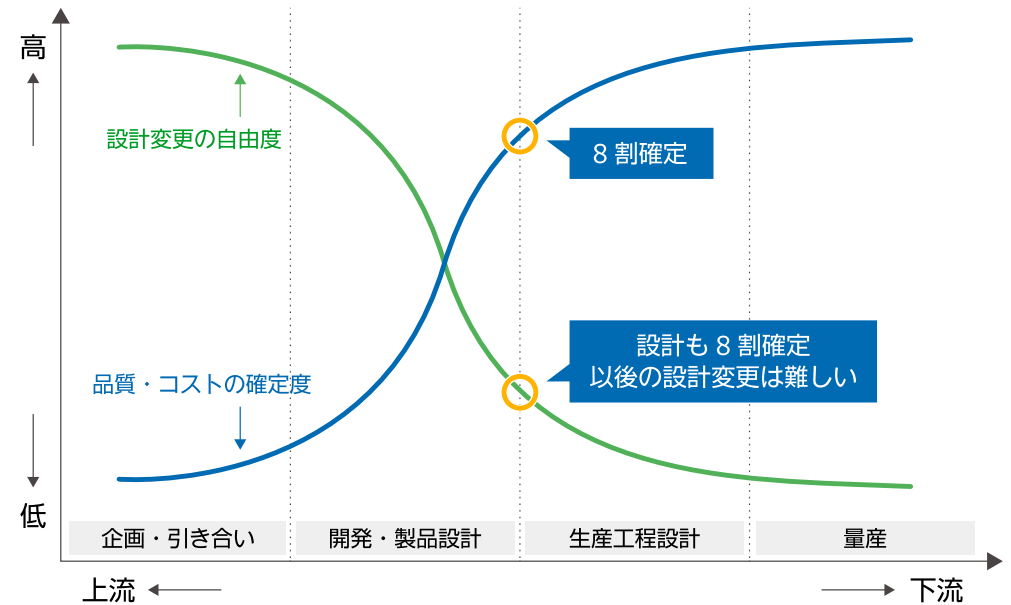 高
設計変更の自由度
8 割確定
設計も 8 割確定
以後の設計変更は難しい
品質・コストの確定度
低
企画・引き合い
開発・製品設計
生産工程設計
量産
上流
下流